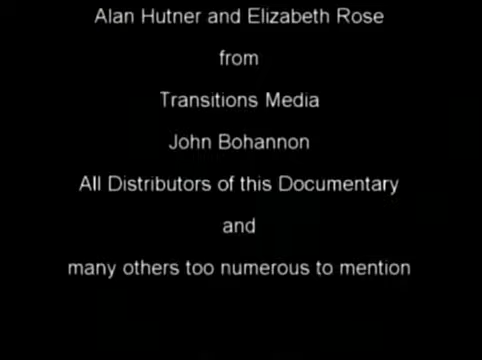 Alan Hutner and Elizabeth Rose
from
Transitions Media
John Bohannon
All Distributors of this Documentary
and
many others too numerous to mention